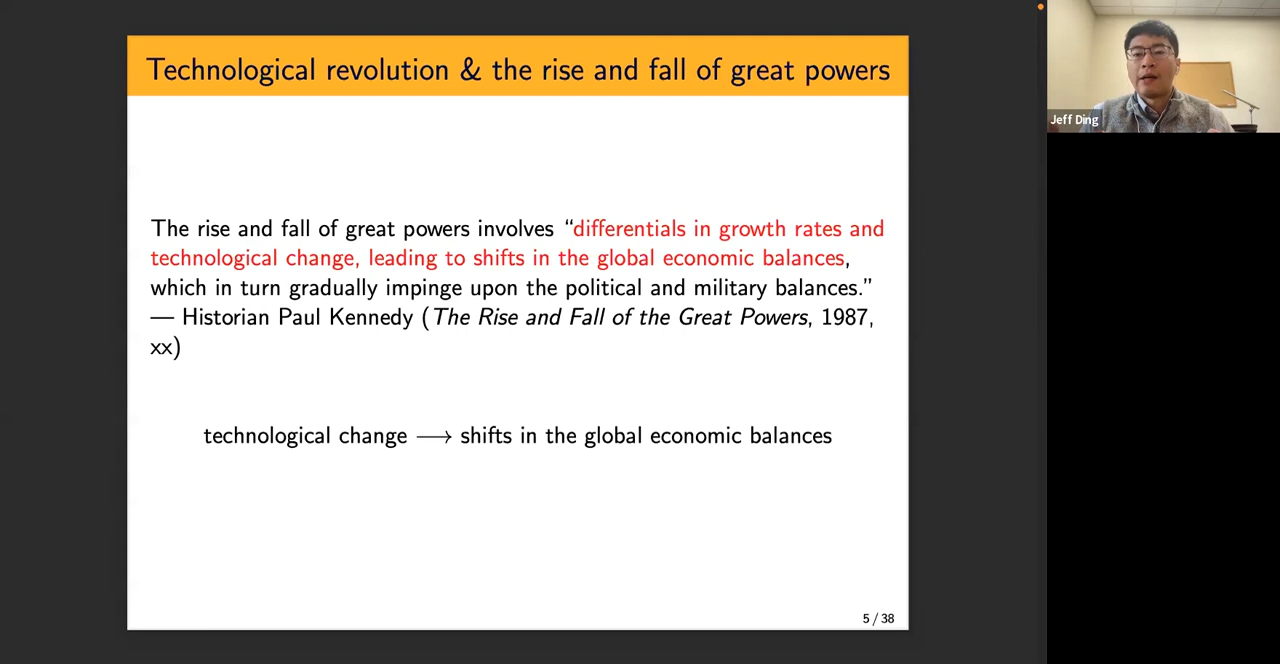 Technological revolution & the rise and fall of great powers
The rise and fall of great powers involves “differentials in growth rates and
technological change, leading to shifts in the global economic balances,
which in turn gradually impinge upon the political and military balances.”
— Historian Paul Kennedy (The Rise and Fall of the Great Powers, 1987,
xx)
technological change ⟶ shifts in the global economic balances
5 / 38
Jeff Ding